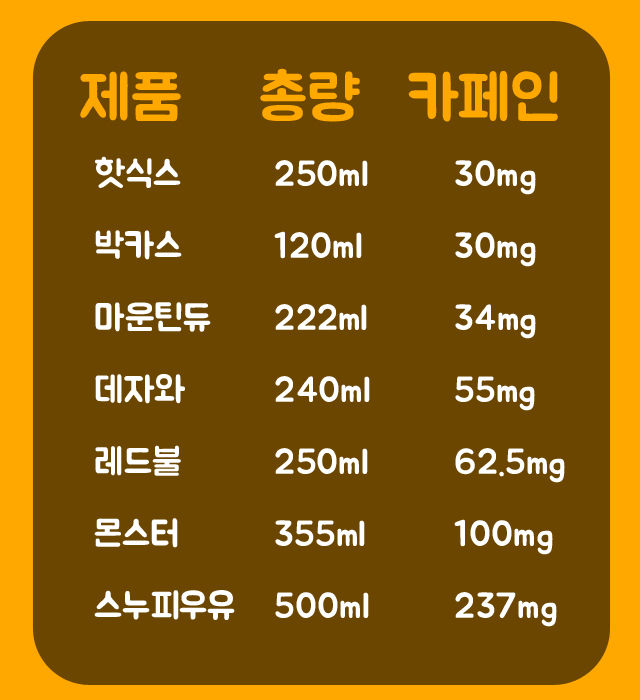 제품 총량 카페인
핫식스 250ml 30mg
박카스 120ml 30mg
마운틴듀 222ml 34mg
데자와 240ml 55mg
레드불 250ml 62.5mg
몬스터 355ml 100mg
스누피우유 500ml 237mg